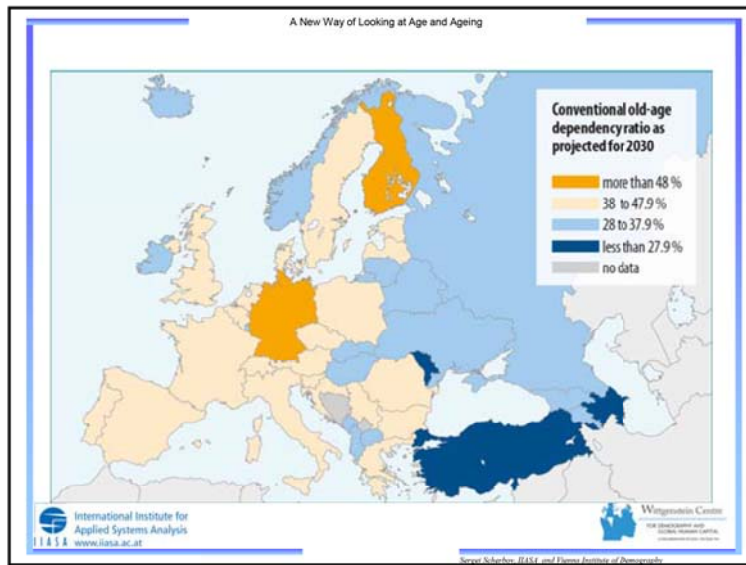 A New Way of Looking at Age and Ageing
Conventional old-age
dependency ratio as
projected for 2030
more than 48 %
38 to 47.9 %
28 to 37.9 %
less than 27.9 %
no data
International Institute for
Applied Systems Analysis
IIASA www.iiasa.ac.at
Wittgenstein Centre
FOR DEMOGRAPHY AND
GLOBAL HUMAN CAPITAL
Sergei Scherbov, IIASA and Vienna Institute of Demography